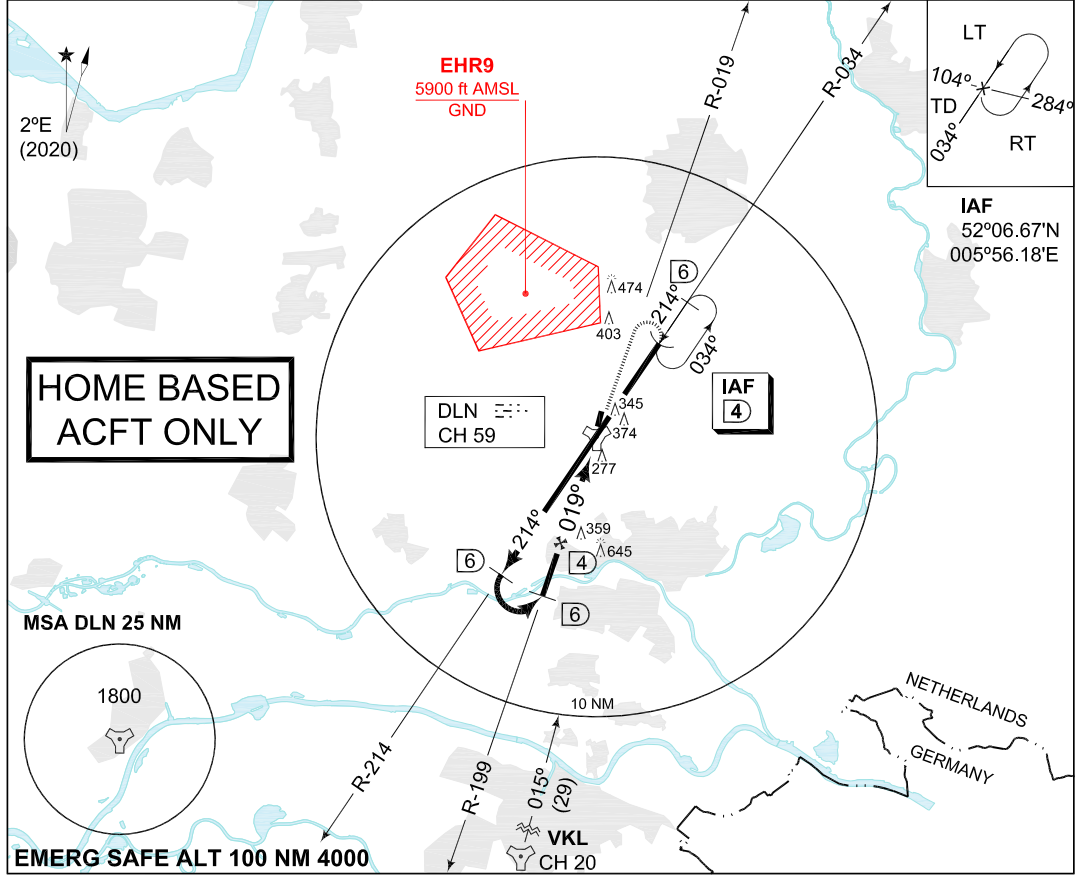 2ºE
(2020)
EHR9
5900 ft AMSL
GND
R-019
R-034
LT
104º
TD
284º
034º
RT
IAF
52º06.67'N
005º56.18'E
474
403
6
214º
034º
IAF
4
HOME BASED
ACFT ONLY
DLN
CH 59
345
374
277
019º
214º
359
645
6
4
6
MSA DLN 25 NM
1800
10 NM
R-214
R-199
015º
(29)
VKL
CH 20
NETHERLANDS
GERMANY
EMERG SAFE ALT 100 NM 4000